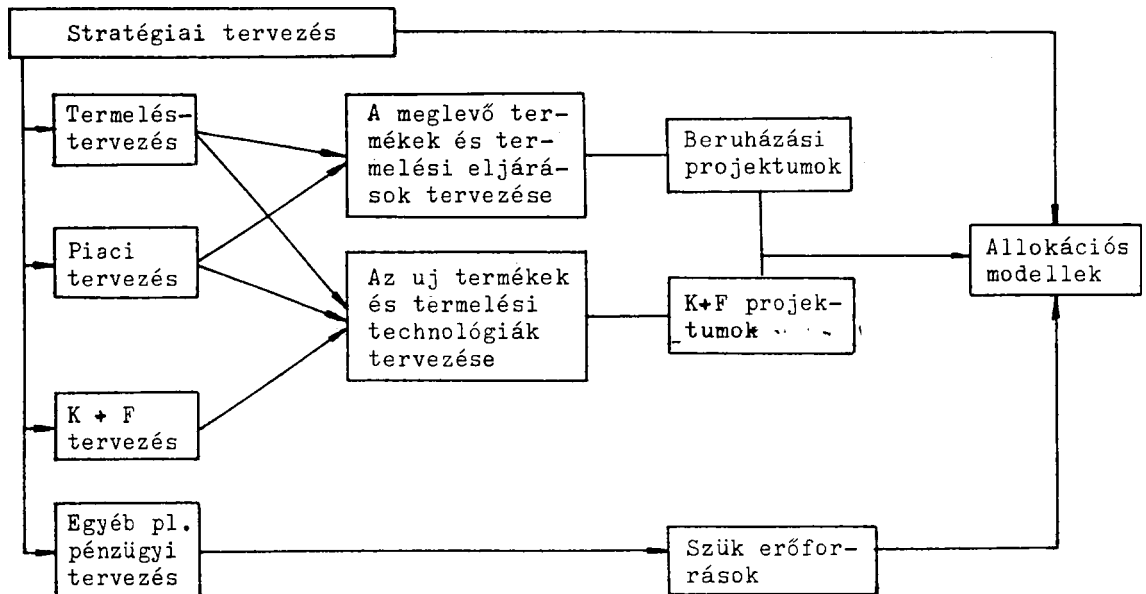 Stratégiai tervezés
Termelés-
tervezés
A meglevő ter-
mékek és ter-
melési eljárá-
sok tervezése
Beruházási
projektumok
Piaci
tervezés
Az uj termékek
és termelési
technológiák
tervezése
K+F projek-
tumok
Allokációs
modellek
K + F
tervezés
Egyéb pl.
pénzügyi
tervezés
Szük erőfor-
rások